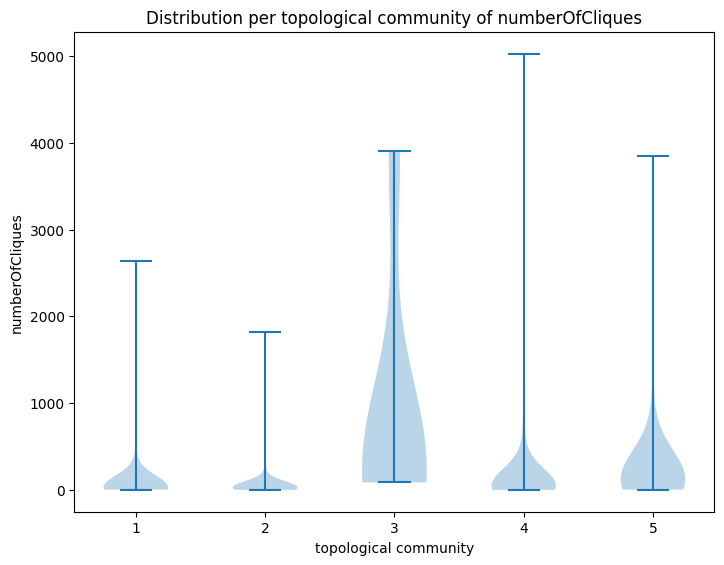 Distribution per topological community of numberOfCliques
numberOfCliques
5000
4000
3000
2000
1000
0
1 2 3 4 5
topological community